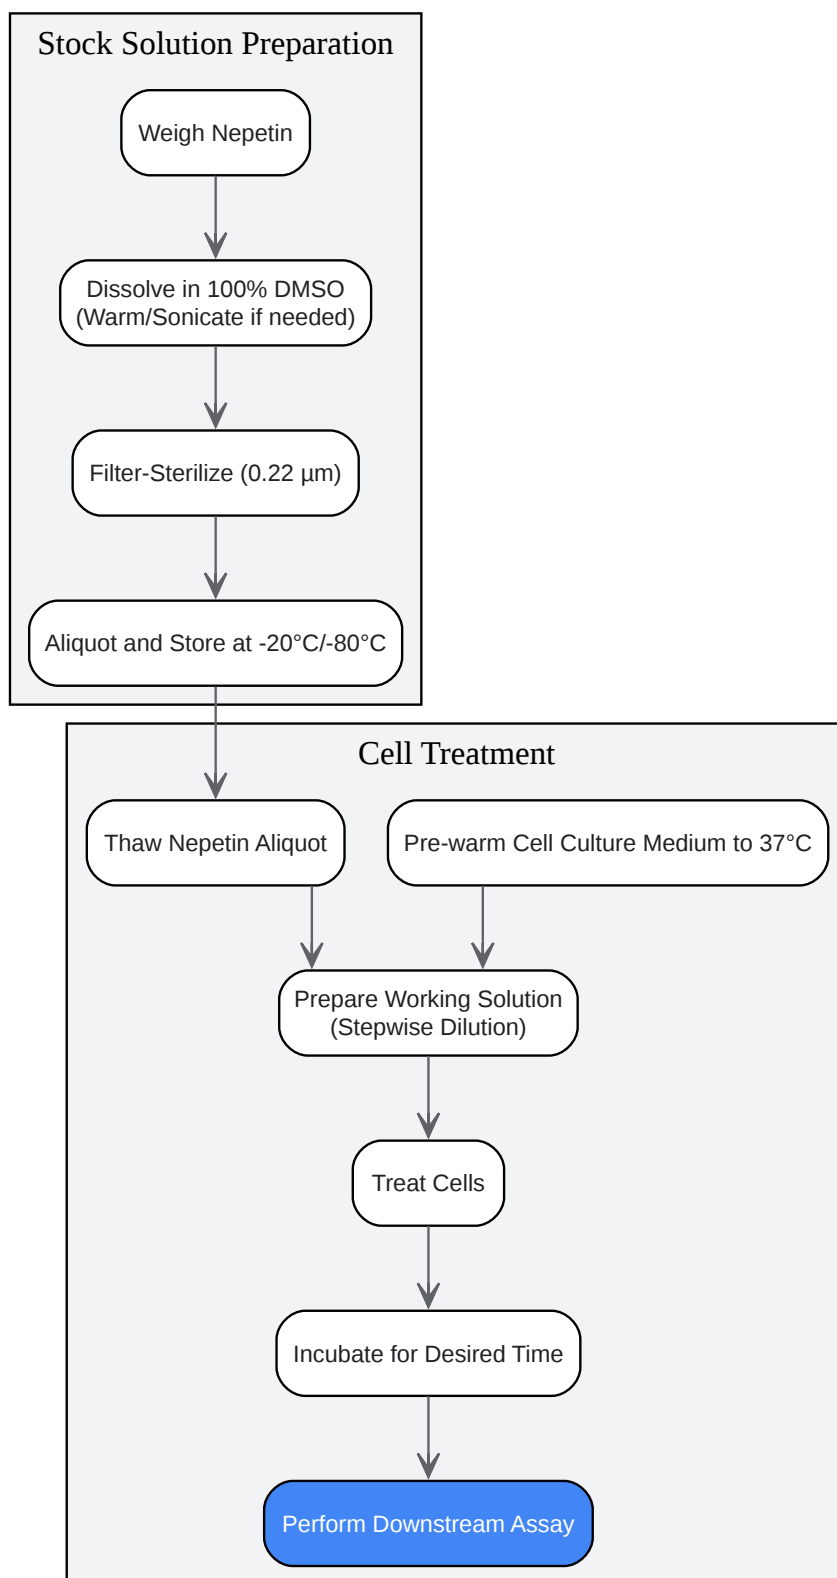 Stock Solution Preparation
Weigh Nepetin
Dissolve in 100% DMSO
(Warm/Sonicate if needed)
Filter-Sterilize (0.22 µm)
Aliquot and Store at -20°C/-80°C
Cell Treatment
Thaw Nepetin Aliquot
Pre-warm Cell Culture Medium to 37°C
Prepare Working Solution
(Stepwise Dilution)
Treat Cells
Incubate for Desired Time
Perform Downstream Assay